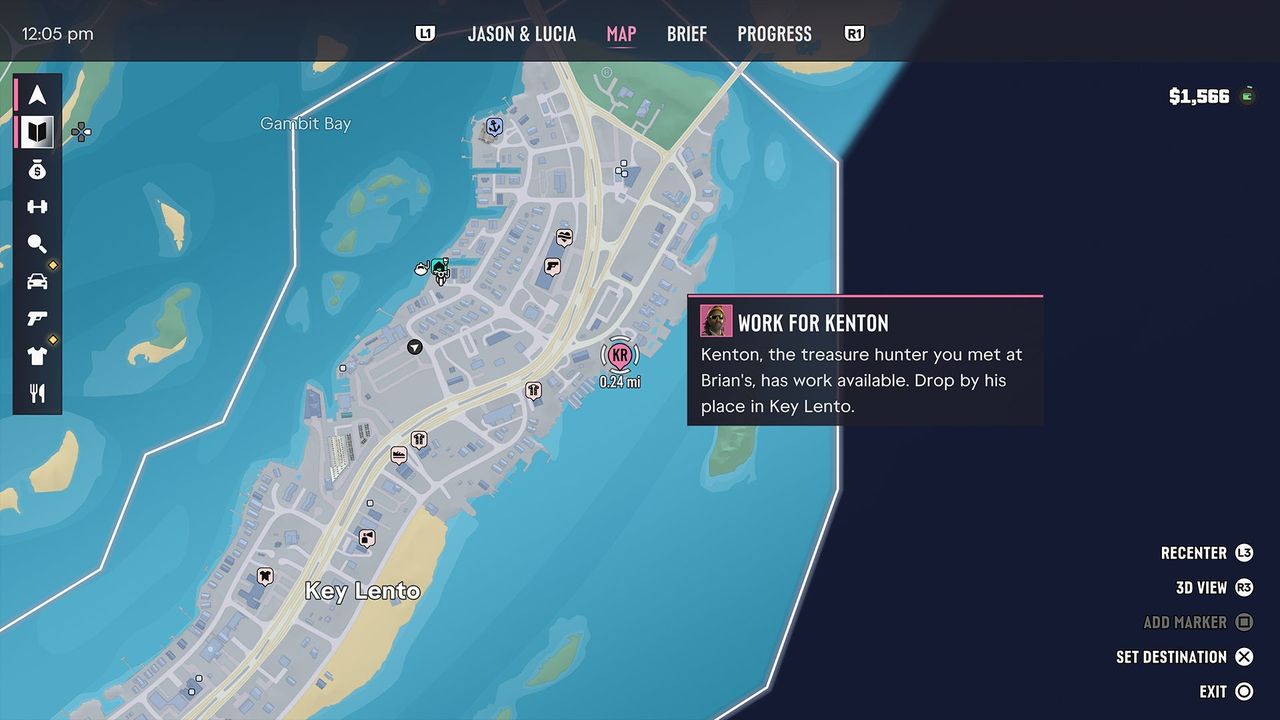 12:05 pm
L1 JASON & LUCIA MAP BRIEF PROGRESS R1
$1,566
Gambit Bay
WORK FOR KENTON
Kenton, the treasure hunter you met at
Brian's, has work available. Drop by his
place in Key Lento.
KR
0.24 mi
Key Lento
RECENTER L3
3D VIEW R3
ADD MARKER
SET DESTINATION
EXIT